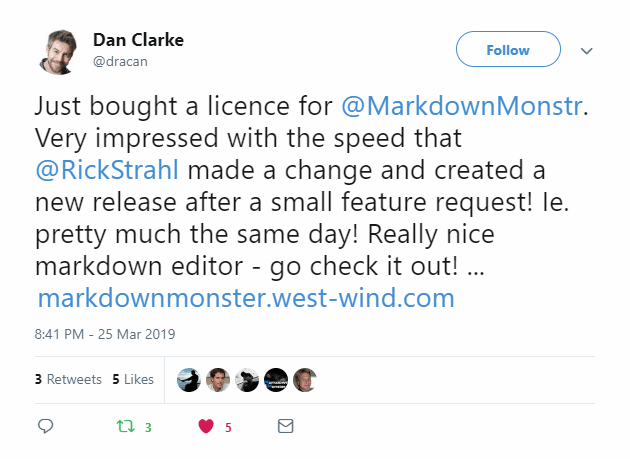 Dan Clarke
@dracan
Follow
Just bought a licence for @MarkdownMonstr.
Very impressed with the speed that
@RickStrahl made a change and created a
new release after a small feature request! Ie.
pretty much the same day! Really nice
markdown editor - go check it out! ...
markdownmonster.west-wind.com
8:41 PM - 25 Mar 2019
3 Retweets 5 Likes
3 5